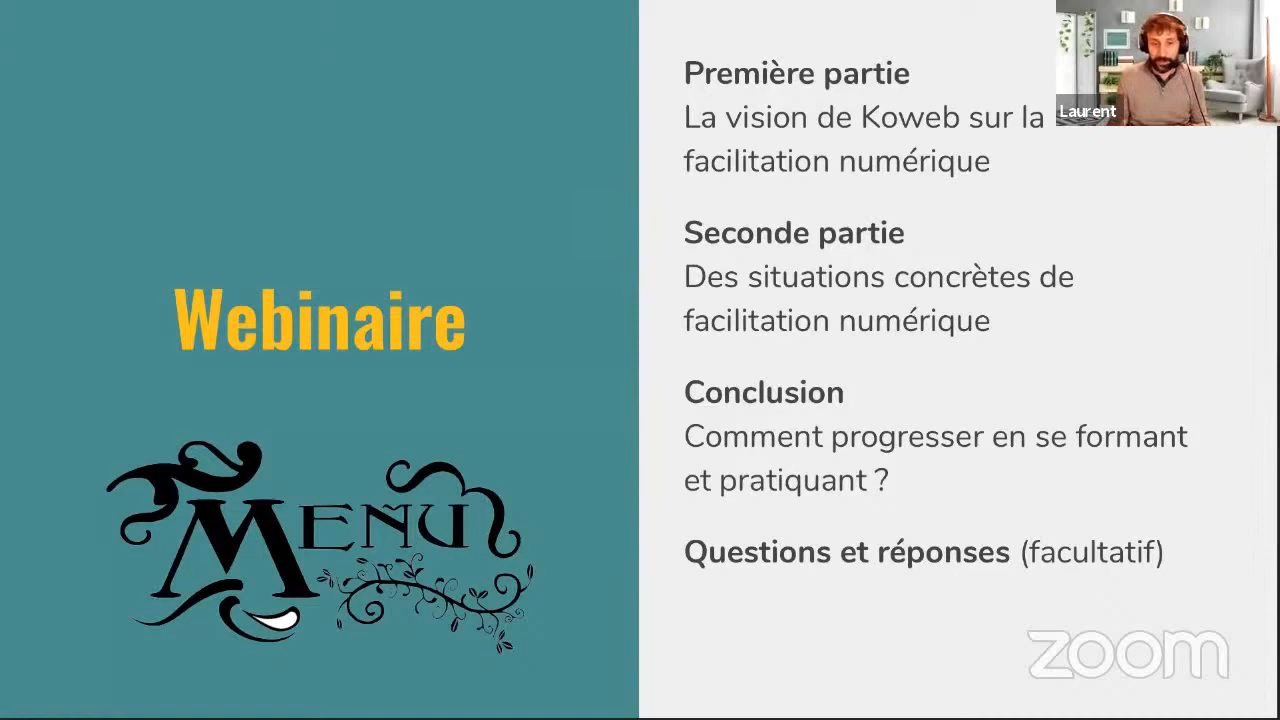 Webinaire
MENU
Première partie
La vision de Koweb sur la
facilitation numérique
Seconde partie
Des situations concrètes de
facilitation numérique
Conclusion
Comment progresser en se formant
et pratiquant ?
Questions et réponses (facultatif)
Laurent
zoom